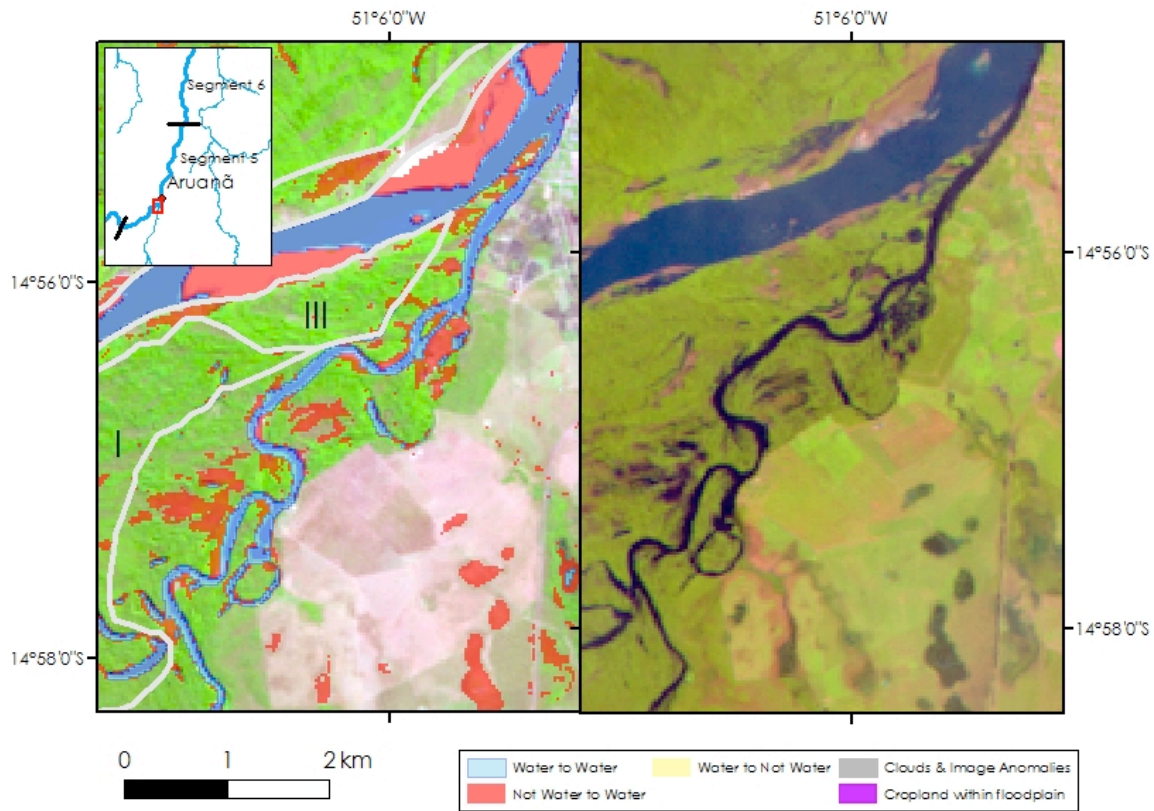 51°6'0"W 51°6'0"W
Segment 6
Segment 5
Aruanã
14°56'0"S 14°56'0"S
III
I
14°58'0"S 14°58'0"S
0 1 2 km
Water to Water Water to Not Water Clouds & Image Anomalies
Not Water to Water Cropland within floodplain